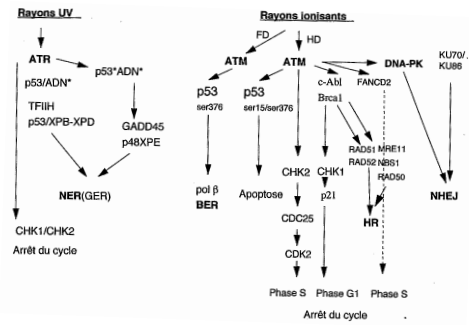 Rayons UV
Rayons ionisants
FD
HD
ATR
ATM
ATM
DNA-PK
KU70/.
KU86
p53/ADN*
p53*ADN*
p53
ser376
p53
ser15/ser376
c-Abl
Brca1
FANCD2
TFIIH
p53/XPB-XPD
GADD45
p48XPE
RAD51
MRE11
RAD52
NBS1
RAD50
CHK2
CHK1
NER(GER)
pol β
BER
Apoptose
p21
NHEJ
CDC25
HR
CHK1/CHK2
Arrêt du cycle
CDK2
Phase S
Phase G1
Phase S
Arrêt du cycle